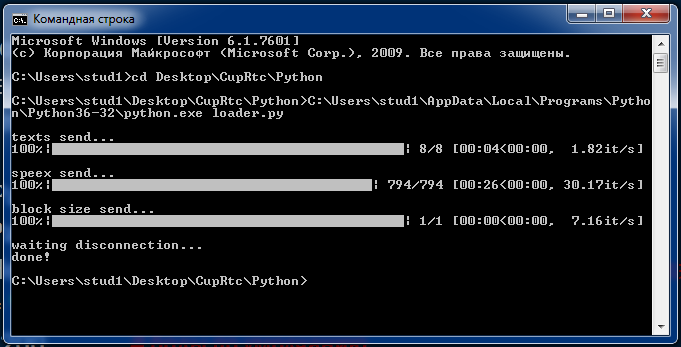 Командная строка
Microsoft Windows [Version 6.1.7601]
(c) Корпорация Майкрософт (Microsoft Corp.), 2009. Все права защищены.
C:\Users\stud1>cd Desktop\CupRtc\Python
C:\Users\stud1\Desktop\CupRtc\Python>C:\Users\stud1\AppData\Local\Programs\Pytho
n\Python36-32\python.exe loader.py
texts send...
100%|| 8/8 [00:04<00:00,  1.82it/s]
speex send...
100%|| 794/794 [00:26<00:00, 30.17it/s]
block size send...
100%|| 1/1 [00:00<00:00,  7.16it/s]
waiting disconnection...
done!
C:\Users\stud1\Desktop\CupRtc\Python>